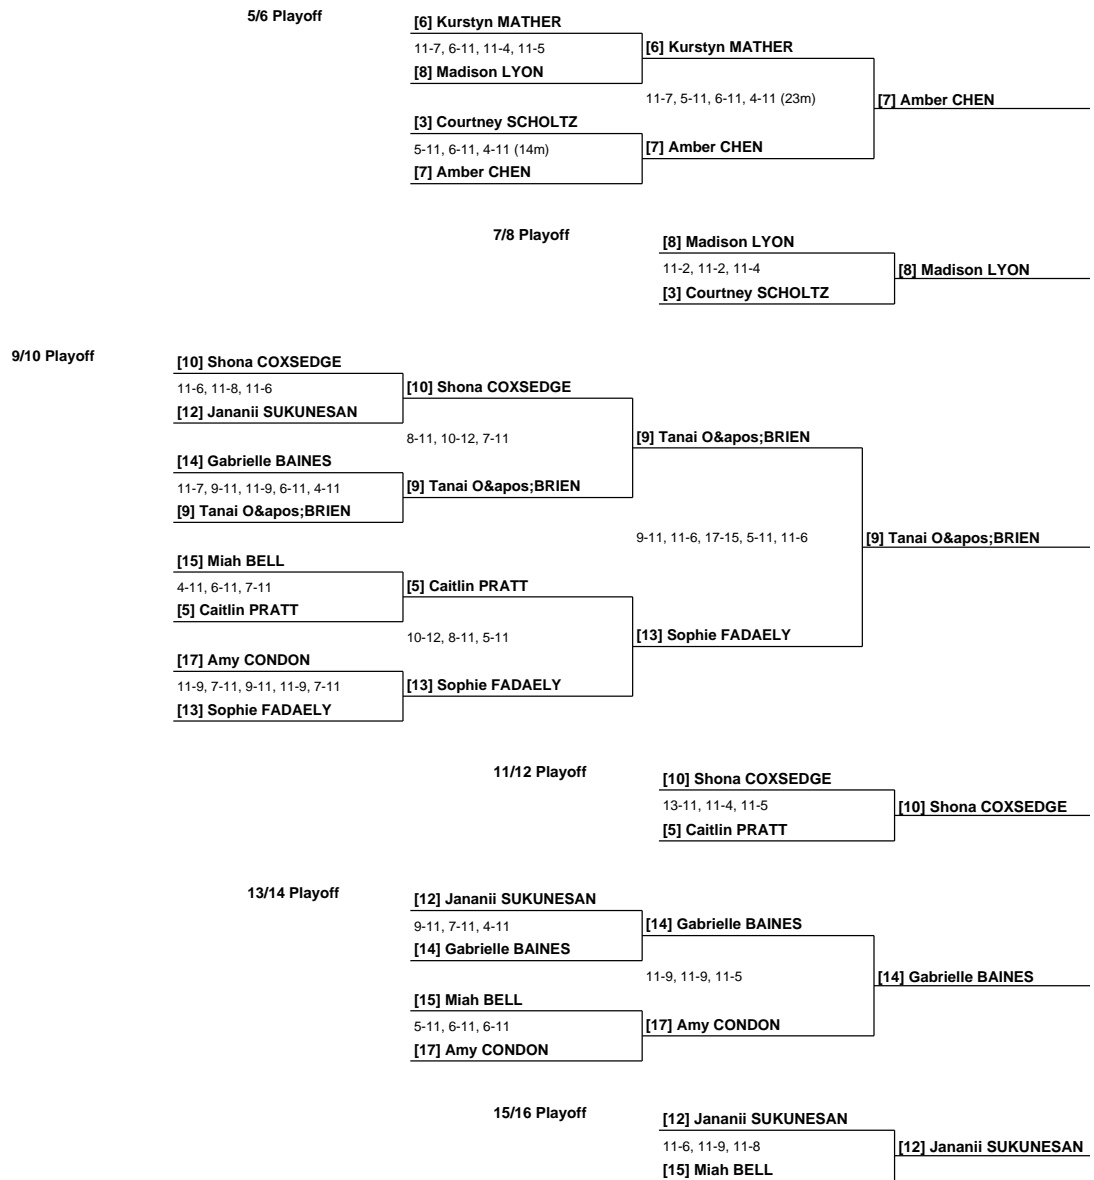 5/6 Playoff
[6] Kurstyn MATHER
11-7, 6-11, 11-4, 11-5
[8] Madison LYON
[6] Kurstyn MATHER
11-7, 5-11, 6-11, 4-11 (23m)
[7] Amber CHEN
[3] Courtney SCHOLTZ
5-11, 6-11, 4-11 (14m)
[7] Amber CHEN
[7] Amber CHEN
7/8 Playoff
[8] Madison LYON
11-2, 11-2, 11-4
[3] Courtney SCHOLTZ
[8] Madison LYON
9/10 Playoff
[10] Shona COXSEDGE
11-6, 11-8, 11-6
[12] Jananii SUKUNESAN
[10] Shona COXSEDGE
8-11, 10-12, 7-11
[9] Tanai O&apos;BRIEN
[14] Gabrielle BAINES
11-7, 9-11, 11-9, 6-11, 4-11
[9] Tanai O&apos;BRIEN
[9] Tanai O&apos;BRIEN
9-11, 11-6, 17-15, 5-11, 11-6
[9] Tanai O&apos;BRIEN
[15] Miah BELL
4-11, 6-11, 7-11
[5] Caitlin PRATT
[5] Caitlin PRATT
10-12, 8-11, 5-11
[13] Sophie FADAELY
[17] Amy CONDON
11-9, 7-11, 9-11, 11-9, 7-11
[13] Sophie FADAELY
[13] Sophie FADAELY
11/12 Playoff
[10] Shona COXSEDGE
13-11, 11-4, 11-5
[5] Caitlin PRATT
[10] Shona COXSEDGE
13/14 Playoff
[12] Jananii SUKUNESAN
9-11, 7-11, 4-11
[14] Gabrielle BAINES
[14] Gabrielle BAINES
11-9, 11-9, 11-5
[14] Gabrielle BAINES
[15] Miah BELL
5-11, 6-11, 6-11
[17] Amy CONDON
[17] Amy CONDON
15/16 Playoff
[12] Jananii SUKUNESAN
11-6, 11-9, 11-8
[15] Miah BELL
[12] Jananii SUKUNESAN